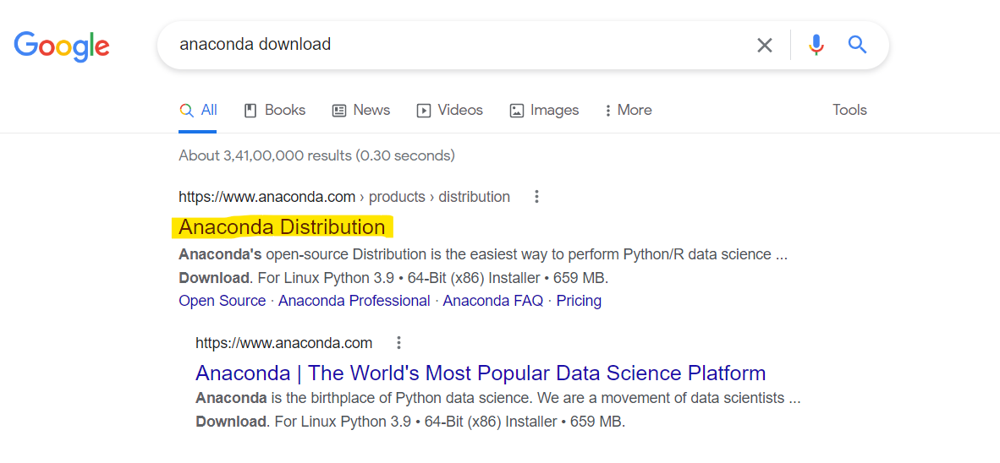 Google
anaconda download
All Books News Videos Images More Tools
About 3,41,00,000 results (0.30 seconds)
https://www.anaconda.com › products › distribution
Anaconda Distribution
Anaconda's open-source Distribution is the easiest way to perform Python/R data science ...
Download. For Linux Python 3.9 • 64-Bit (x86) Installer • 659 MB.
Open Source · Anaconda Professional · Anaconda FAQ · Pricing
https://www.anaconda.com
Anaconda | The World's Most Popular Data Science Platform
Anaconda is the birthplace of Python data science. We are a movement of data scientists ...
Download. For Linux Python 3.9 • 64-Bit (x86) Installer • 659 MB.